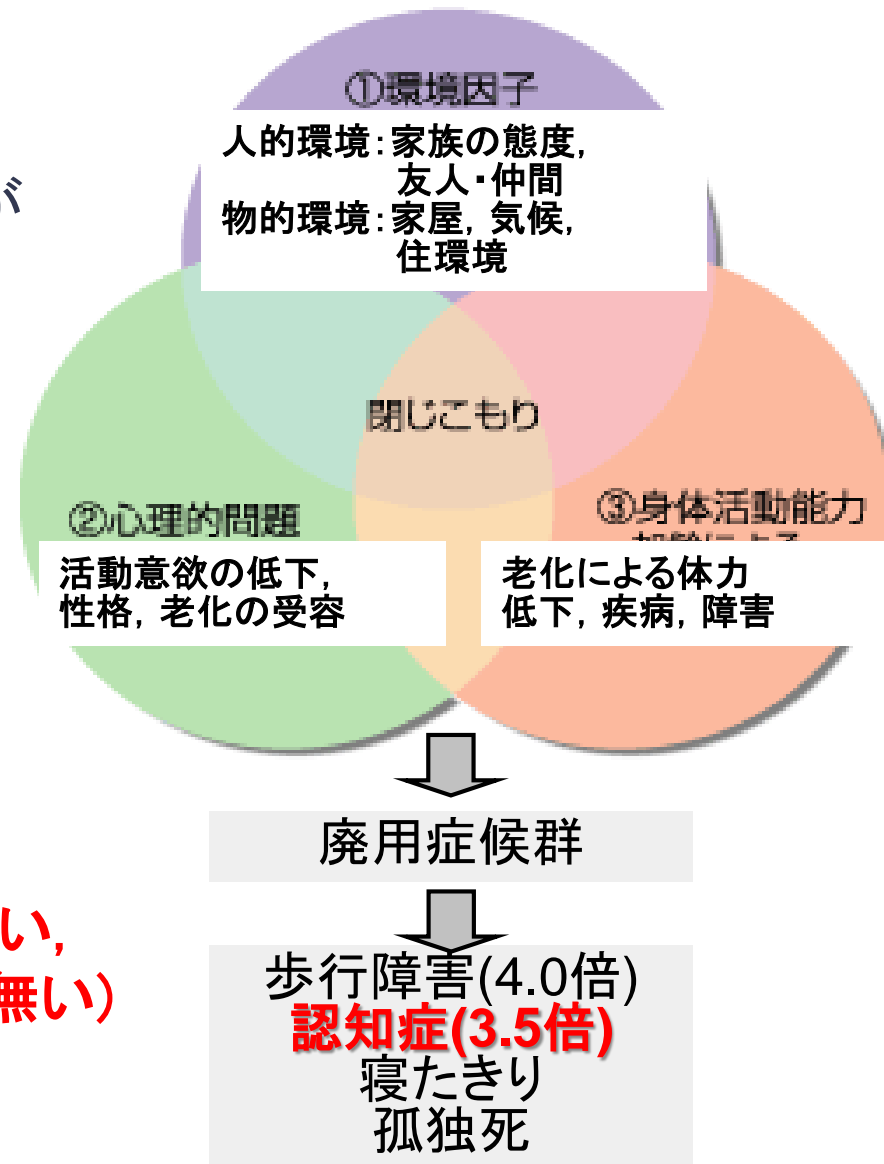 ①環境因子
人的環境：家族の態度，
友人・仲間
物的環境：家屋，気候，
住環境
が
閉じこもり
②心理的問題
活動意欲の低下，
性格，老化の受容
③身体活動能力
老化による体力
低下，疾病，障害
廃用症候群
い，
無い）
歩行障害(4.0倍)
認知症(3.5倍)
寝たきり
孤独死